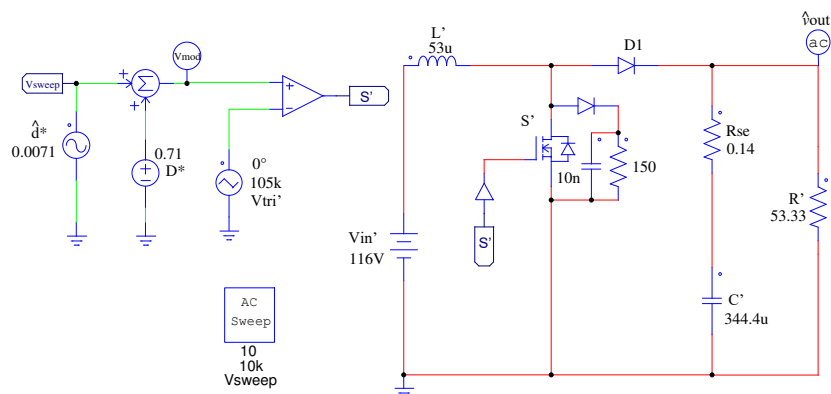 Vsweep
d̂*
0.0071
+
Σ
+
0.71
+
−
D*
Vmod
+
−
S'
0°
105k
Vtri'
AC
Sweep
10
10k
Vsweep
L'
53u
Vin'
116V
S'
S'
10n
150
D1
v̂out
ac
Rse
0.14
C'
344.4u
R'
53.33